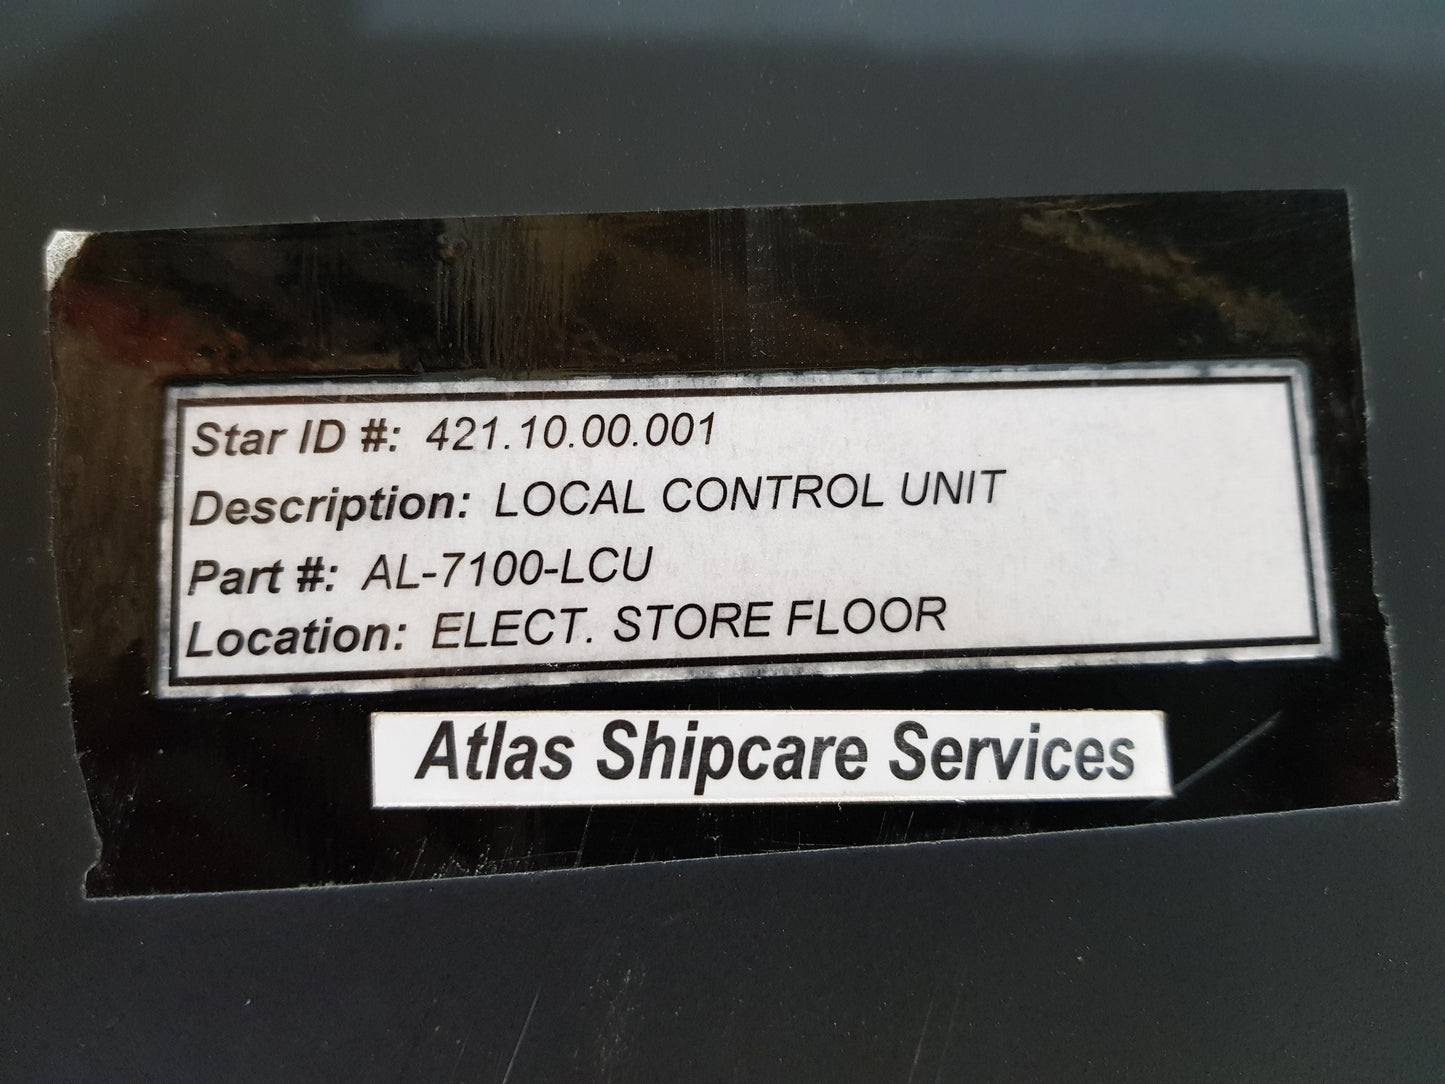 Star ID #: 421.10.00.001
Description: LOCAL CONTROL UNIT
Part #: AL-7100-LCU
Location: ELECT. STORE FLOOR
Atlas Shipcare Services